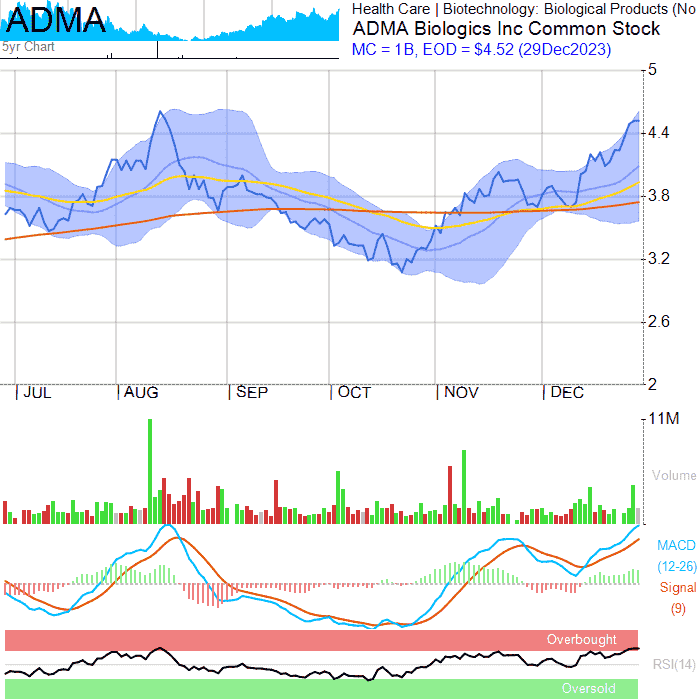 ADMA
5yr Chart
Health Care | Biotechnology: Biological Products (No
ADMA Biologics Inc Common Stock
MC = 1B, EOD = $4.52 (29Dec2023)
5
4.4
3.8
3.2
2.6
2
|JUL |AUG |SEP |OCT |NOV |DEC
11M
Volume
MACD
(12-26)
Signal
(9)
Overbought
RSI(14)
Oversold